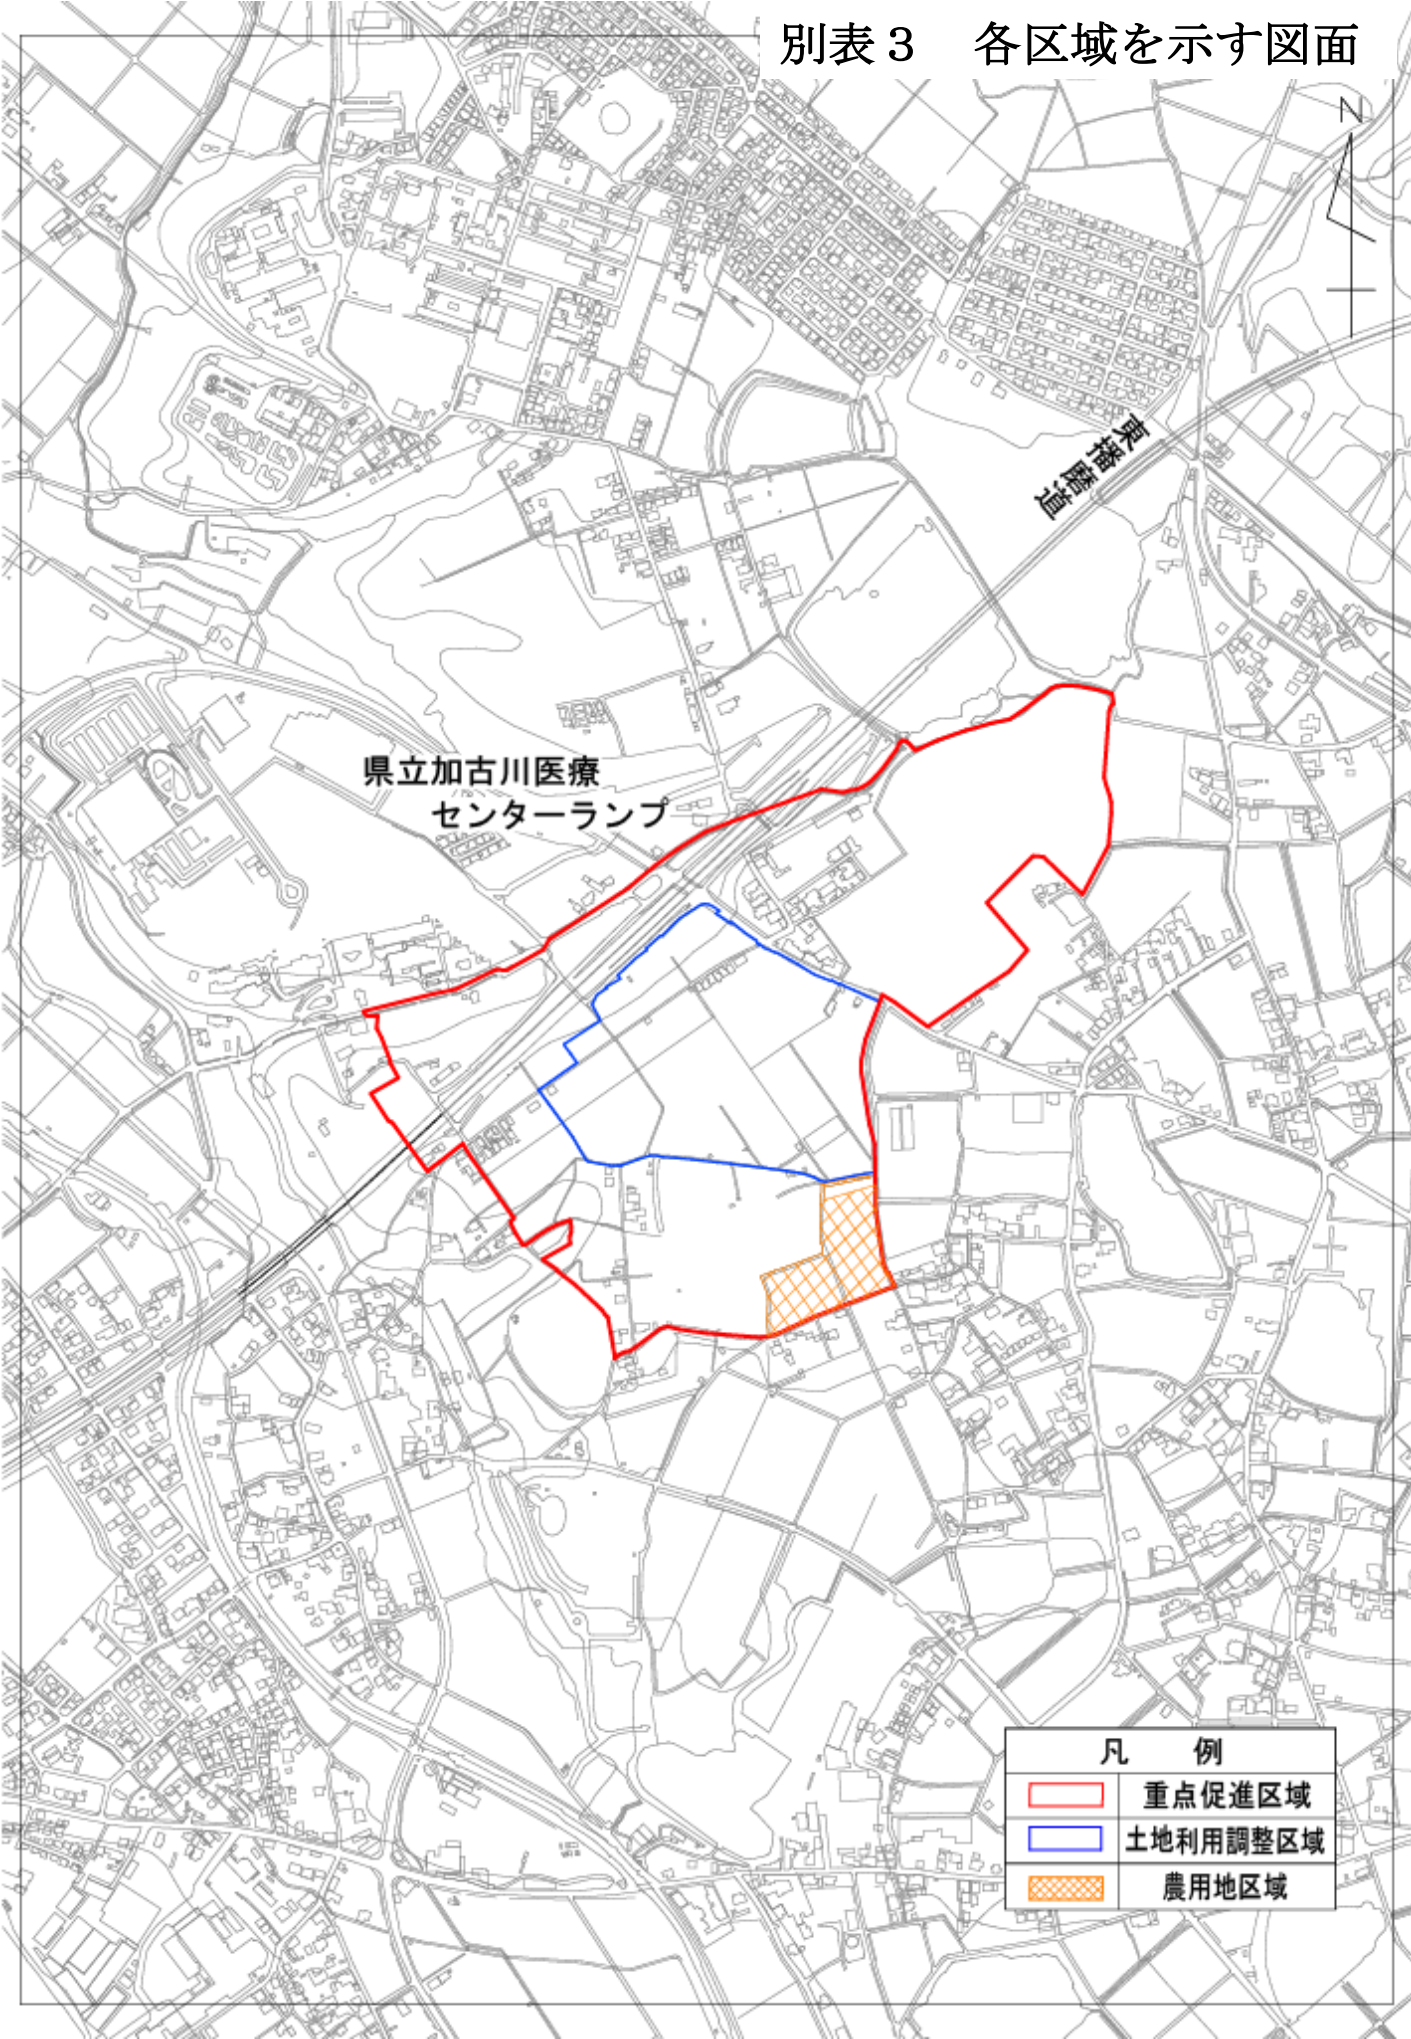 別表３　各区域を示す図面
N
東播磨道
県立加古川医療
センターランプ
凡　例
重点促進区域
土地利用調整区域
農用地区域